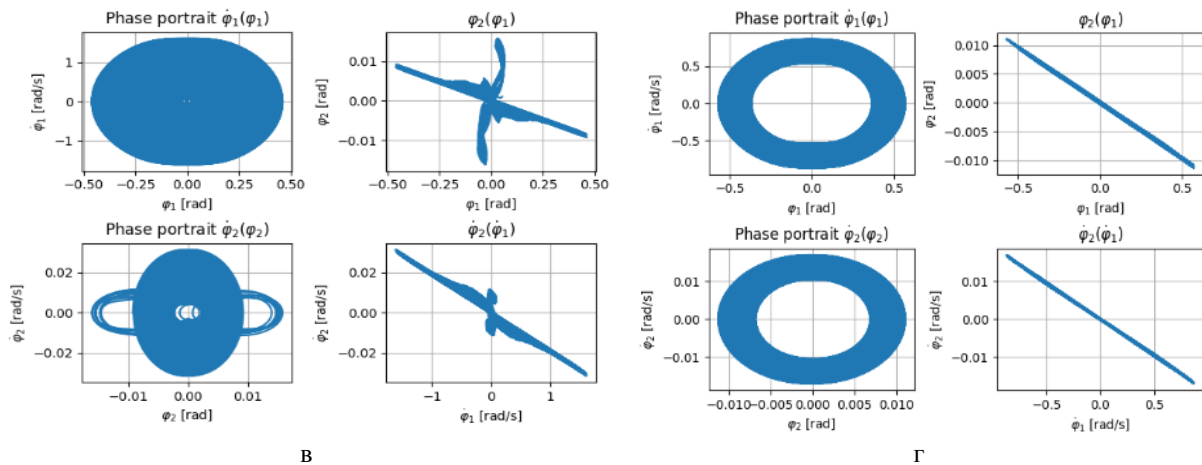 Phase portrait φ̇₁(φ₁)
φ̇₁ [rad/s]
1
0
−1
−0.50 −0.25 0.00 0.25 0.50
φ₁ [rad]
φ₂(φ₁)
φ₂ [rad]
0.01
0.00
−0.01
−0.50 −0.25 0.00 0.25 0.50
φ₁ [rad]
Phase portrait φ̇₂(φ₂)
φ̇₂ [rad/s]
0.02
0.00
−0.02
−0.01 0.00 0.01
φ₂ [rad]
φ̇₂(φ̇₁)
φ̇₂ [rad/s]
0.02
0.00
−0.02
−1 0 1
φ̇₁ [rad/s]
в
Phase portrait φ̇₁(φ₁)
φ̇₁ [rad/s]
0.5
0.0
−0.5
−0.5 0.0 0.5
φ₁ [rad]
φ₂(φ₁)
φ₂ [rad]
0.010
0.005
0.000
−0.005
−0.010
−0.5 0.0 0.5
φ₁ [rad]
Phase portrait φ̇₂(φ₂)
φ̇₂ [rad/s]
0.01
0.00
−0.01
−0.010 −0.005 0.000 0.005 0.010
φ₂ [rad]
φ̇₂(φ̇₁)
φ̇₂ [rad/s]
0.01
0.00
−0.01
−0.5 0.0 0.5
φ̇₁ [rad/s]
г